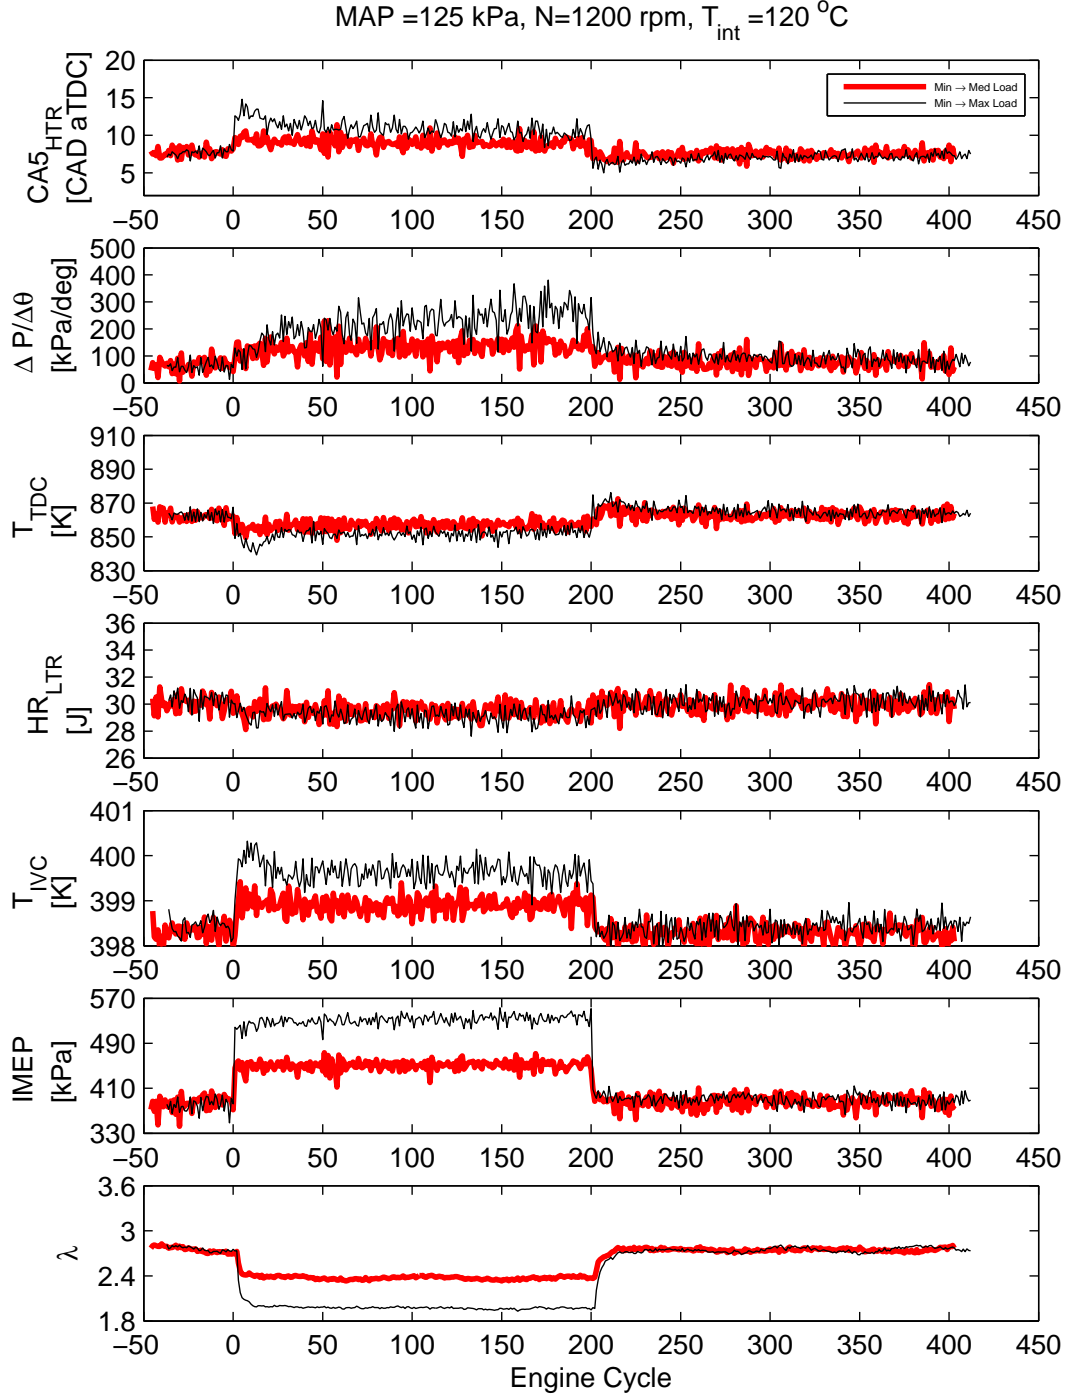 MAP =125 kPa, N=1200 rpm, T_int =120 °C
CA5_HTR
[CAD aTDC]
20
15
10
5
Min → Med Load
Min → Max Load
−50 0 50 100 150 200 250 300 350 400 450
Δ P/Δθ
[kPa/deg]
500
400
300
200
100
0
−50 0 50 100 150 200 250 300 350 400 450
T_TDC
[K]
910
890
870
850
830
−50 0 50 100 150 200 250 300 350 400 450
HR_LTR
[J]
36
34
32
30
28
26
−50 0 50 100 150 200 250 300 350 400 450
T_IVC
[K]
401
400
399
398
−50 0 50 100 150 200 250 300 350 400 450
IMEP
[kPa]
570
490
410
330
−50 0 50 100 150 200 250 300 350 400 450
λ
3.6
3
2.4
1.8
−50 0 50 100 150 200 250 300 350 400 450
Engine Cycle